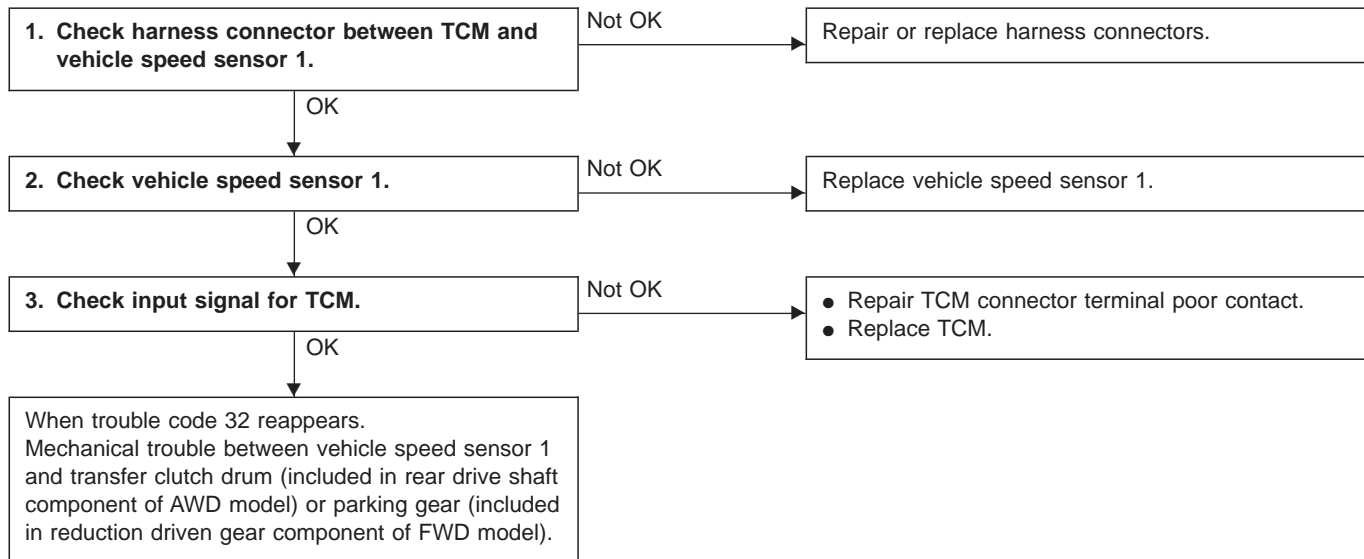 1. Check harness connector between TCM and
vehicle speed sensor 1.
Not OK
Repair or replace harness connectors.
OK
2. Check vehicle speed sensor 1.
Not OK
Replace vehicle speed sensor 1.
OK
3. Check input signal for TCM.
Not OK
● Repair TCM connector terminal poor contact.
● Replace TCM.
OK
When trouble code 32 reappears.
Mechanical trouble between vehicle speed sensor 1
and transfer clutch drum (included in rear drive shaft
component of AWD model) or parking gear (included
in reduction driven gear component of FWD model).